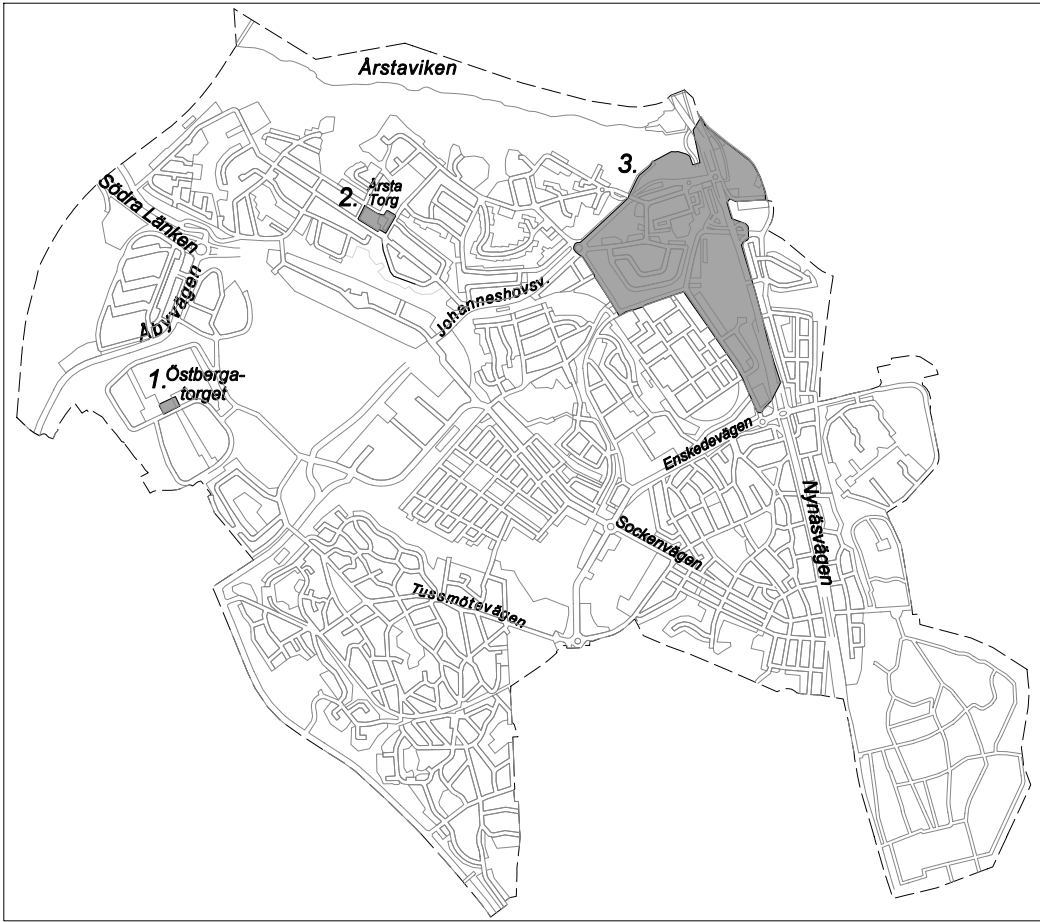 Årstaviken
3.
2.
Årsta
Torg
Södra Länken
Åbyvägen
Johanneshovsv.
1.
Östberga-
torget
Enskedevägen
Nynäsvägen
Sockenvägen
Tussmötevägen